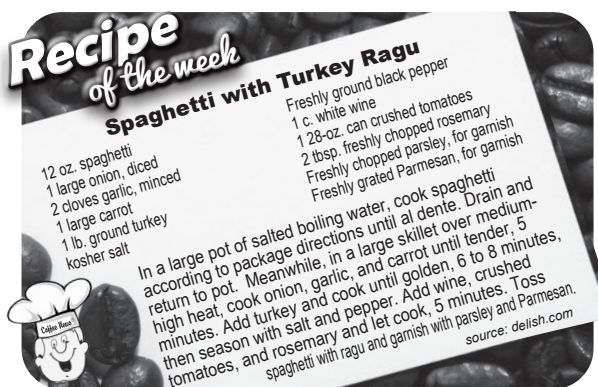 Recipe
of the week
Spaghetti with Turkey Ragu
12 oz. spaghetti
1 large onion, diced
2 cloves garlic, minced
1 large carrot
1 lb. ground turkey
kosher salt
Freshly ground black pepper
1 c. white wine
1 28-oz. can crushed tomatoes
2 tbsp. freshly chopped rosemary
Freshly chopped parsley, for garnish
Freshly grated Parmesan, for garnish
In a large pot of salted boiling water, cook spaghetti
according to package directions until al dente. Drain and
return to pot. Meanwhile, in a large skillet over medium-
high heat, cook onion, garlic, and carrot until tender, 5
minutes. Add turkey and cook until golden, 6 to 8 minutes,
then season with salt and pepper. Add wine, crushed
tomatoes, and rosemary and let cook, 5 minutes. Toss
spaghetti with ragu and garnish with parsley and Parmesan.
source: delish.com
Coffee News